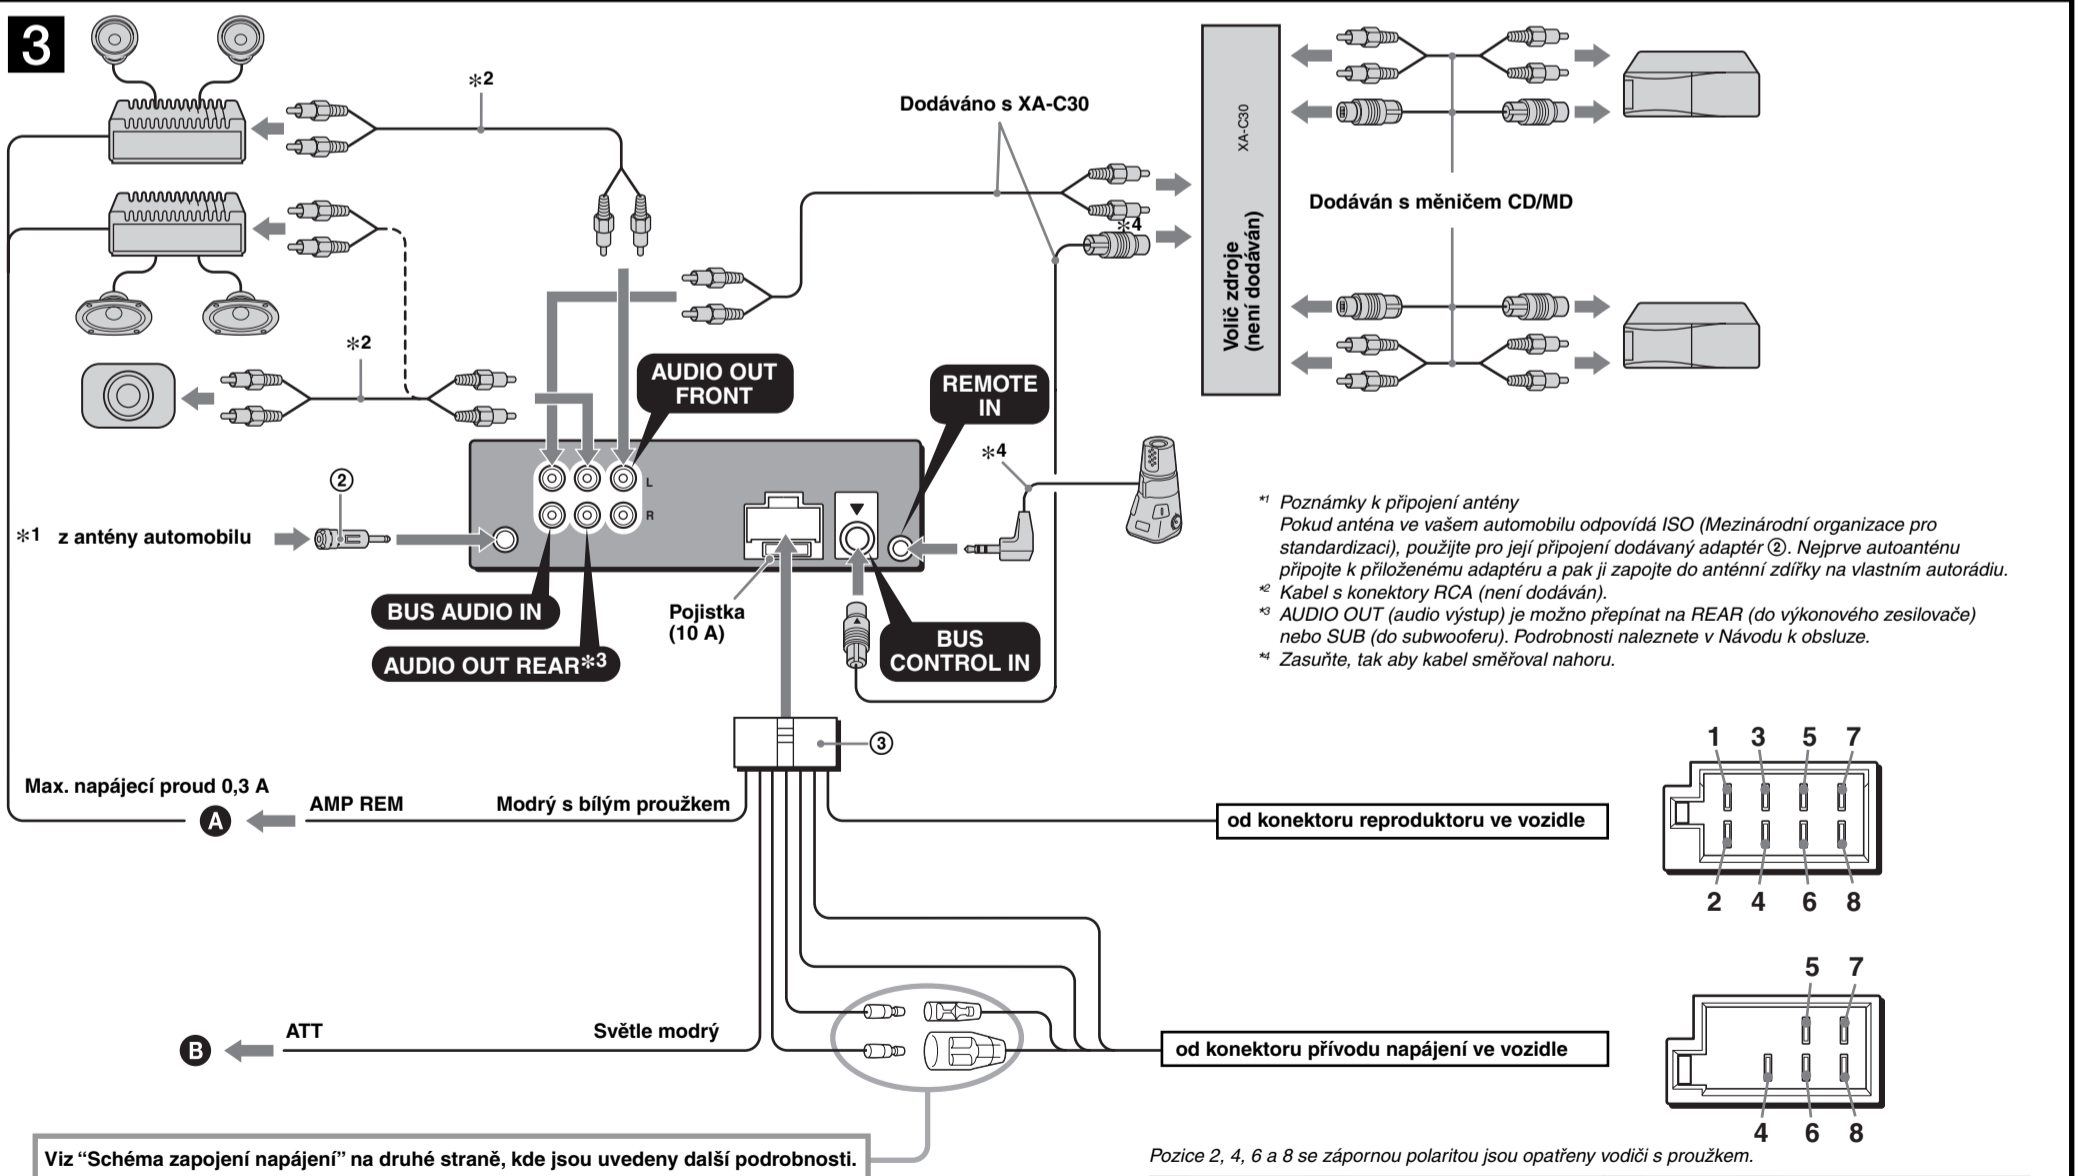 3
*2
Dodáváno s XA-C30
*4
Volič zdroje
(není dodáván)
XA-C30
Dodáván s měničem CD/MD
*2
AUDIO OUT
FRONT
REMOTE
IN
*4
L
R
②
*1 z antény automobilu
BUS AUDIO IN
AUDIO OUT REAR*3
Pojistka
(10 A)
BUS
CONTROL IN
*1 Poznámky k připojení antény
Pokud anténa ve vašem automobilu odpovídá ISO (Mezinárodní organizace pro
standardizaci), použijte pro její připojení dodávaný adaptér ②. Nejprve autoanténu
připojte k přiloženému adaptéru a pak ji zapojte do anténní zdířky na vlastním autorádiu.
*2 Kabel s konektory RCA (není dodáván).
*3 AUDIO OUT (audio výstup) je možno přepínat na REAR (do výkonového zesilovače)
nebo SUB (do subwooferu). Podrobnosti naleznete v Návodu k obsluze.
*4 Zasuňte, tak aby kabel směřoval nahoru.
③
Max. napájecí proud 0,3 A
A
AMP REM
Modrý s bílým proužkem
od konektoru reproduktoru ve vozidle
1 3 5 7
2 4 6 8
B
ATT
Světle modrý
od konektoru přívodu napájení ve vozidle
5 7
4 6 8
Viz “Schéma zapojení napájení” na druhé straně, kde jsou uvedeny další podrobnosti.
Pozice 2, 4, 6 a 8 se zápornou polaritou jsou opatřeny vodiči s proužkem.